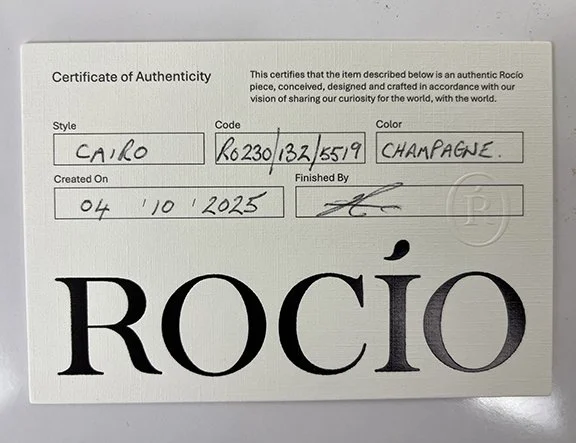 Certificate of Authenticity
This certifies that the item described below is an authentic Rocío
piece, conceived, designed and crafted in accordance with our
vision of sharing our curiosity for the world, with the world.
Style Code Color
CAIRO R0230/132/5519 CHAMPAGNE.
Created On Finished By
04 '10 '2025
R
ROCÍO